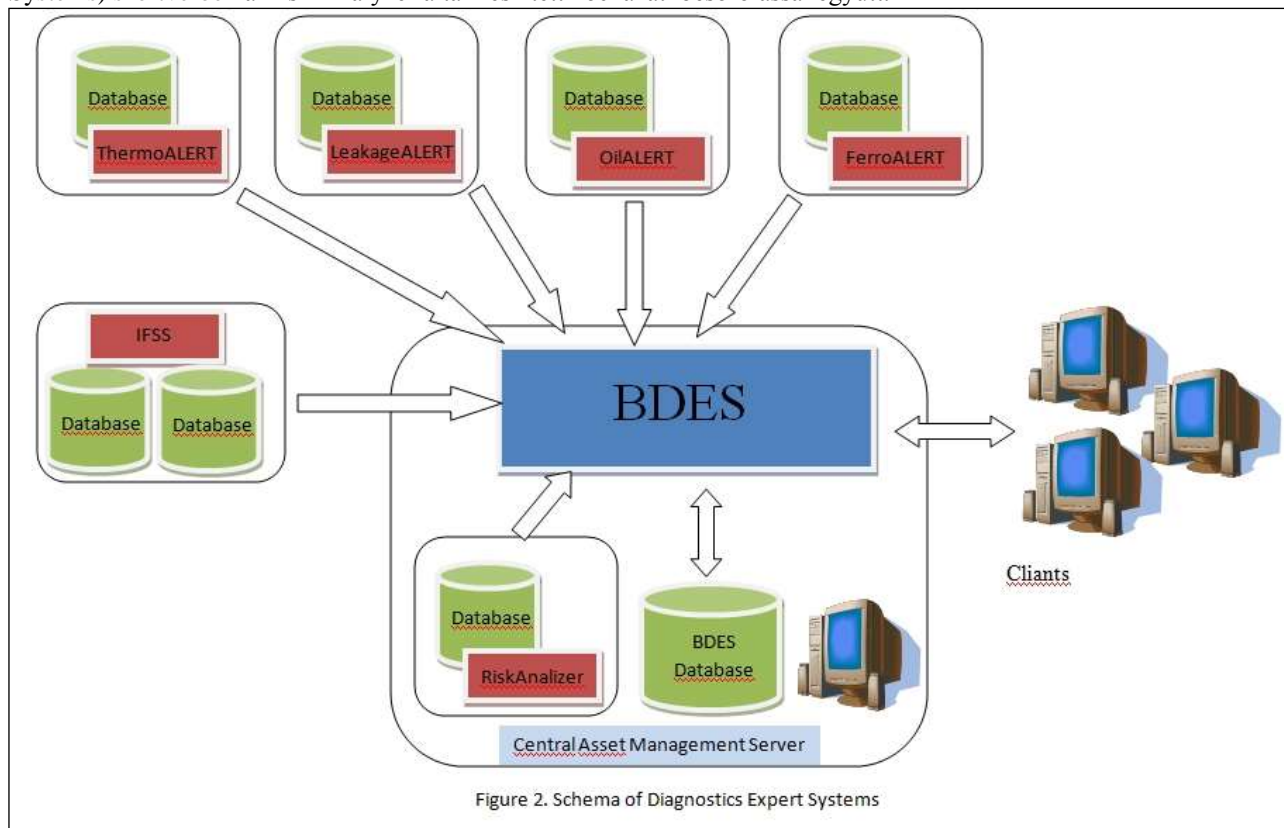 Database
ThermoALERT
Database
LeakageALERT
Database
OilALERT
Database
FerroALERT
IFSS
Database
Database
BDES
Database
RiskAnalizer
BDES
Database
Central Asset Management Server
Cliants
Figure 2. Schema of Diagnostics Expert Systems